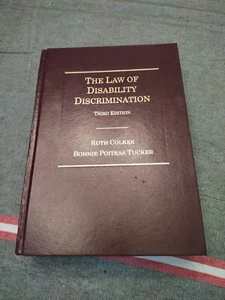 THE LAW OF
DISABILITY
DISCRIMINATION
THIRD EDITION
RUTH COLKER
BONNIE POITRAS TUCKER